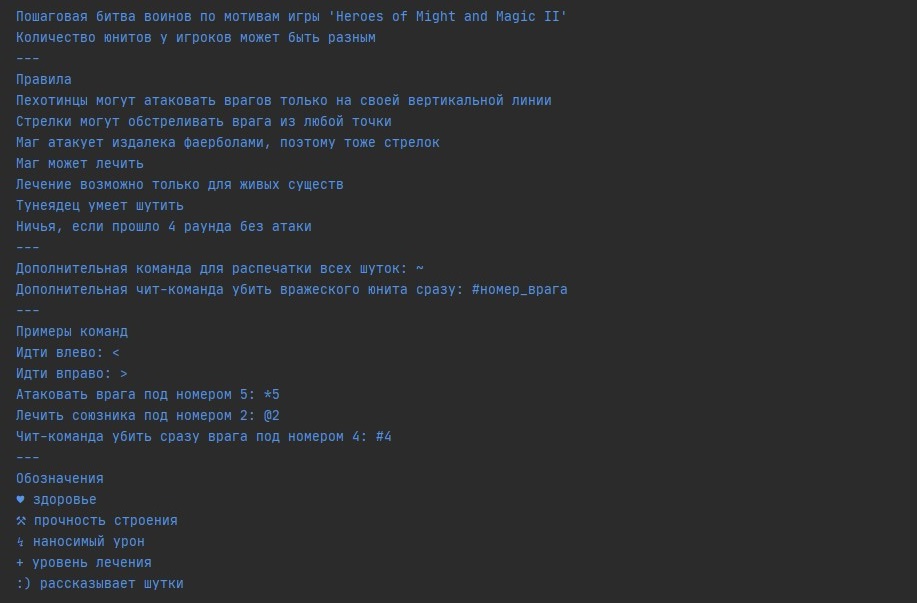 Пошаговая битва воинов по мотивам игры 'Heroes of Might and Magic II'
Количество юнитов у игроков может быть разным
---
Правила
Пехотинцы могут атаковать врагов только на своей вертикальной линии
Стрелки могут обстреливать врага из любой точки
Маг атакует издалека фаерболами, поэтому тоже стрелок
Маг может лечить
Лечение возможно только для живых существ
Тунеядец умеет шутить
Ничья, если прошло 4 раунда без атаки
---
Дополнительная команда для распечатки всех шуток: ~
Дополнительная чит-команда убить вражеского юнита сразу: #номер_врага
---
Примеры команд
Идти влево: <
Идти вправо: >
Атаковать врага под номером 5: *5
Лечить союзника под номером 2: @2
Чит-команда убить сразу врага под номером 4: #4
---
Обозначения
♥ здоровье
⚒ прочность строения
ϟ наносимый урон
+ уровень лечения
:) рассказывает шутки